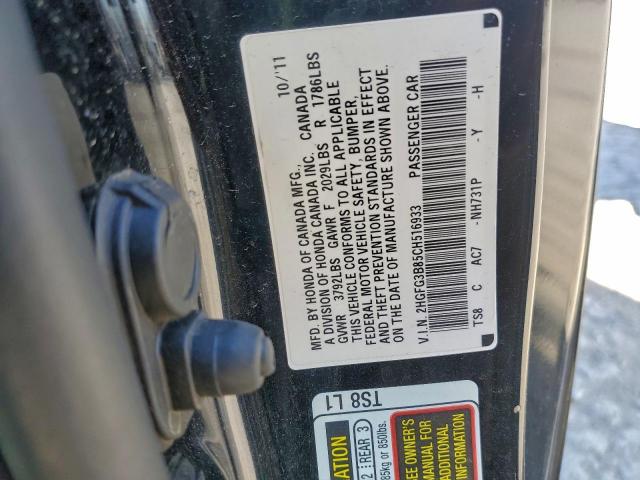 MFD. BY HONDA OF CANADA MFG., 10/'11
A DIVISION OF HONDA CANADA INC. CANADA
GVWR 3792LBS GAWR F 2029LBS R 1786LBS
THIS VEHICLE CONFORMS TO ALL APPLICABLE
FEDERAL MOTOR VEHICLE SAFETY, BUMPER,
AND THEFT PREVENTION STANDARDS IN EFFECT
ON THE DATE OF MANUFACTURE SHOWN ABOVE.
V.I.N. 2HGFG3B85CH516933 PASSENGER CAR
TS8 C AC7 -NH731P -Y -H
TS8 L1
REAR 3
85kg or 850lbs.
OWNER'S
MANUAL FOR
INFORMATION